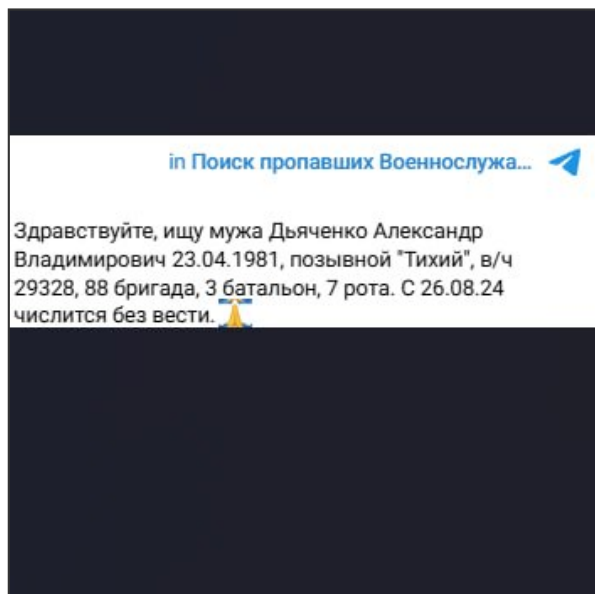 in Поиск пропавших Военнослужа...
Здравствуйте, ищу мужа Дьяченко Александр
Владимирович 23.04.1981, позывной "Тихий", в/ч
29328, 88 бригада, 3 батальон, 7 рота. С 26.08.24
числится без вести. 🙏